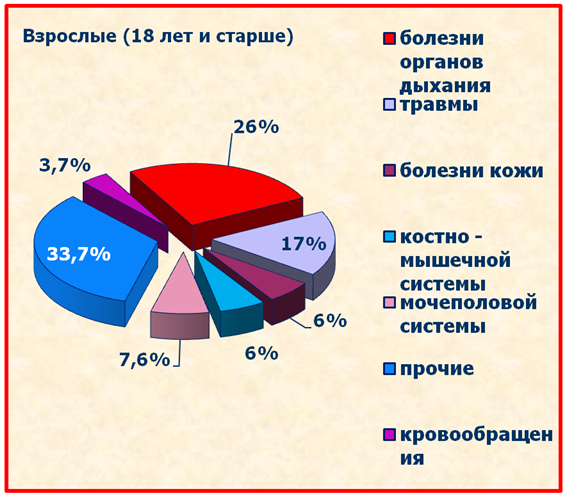 Взрослые (18 лет и старше)
26%
3,7%
33,7%
17%
6%
6%
7,6%
болезни
органов
дыхания
травмы
болезни кожи
костно -
мышечной
системы
мочеполовой
системы
прочие
кровообращен
ия